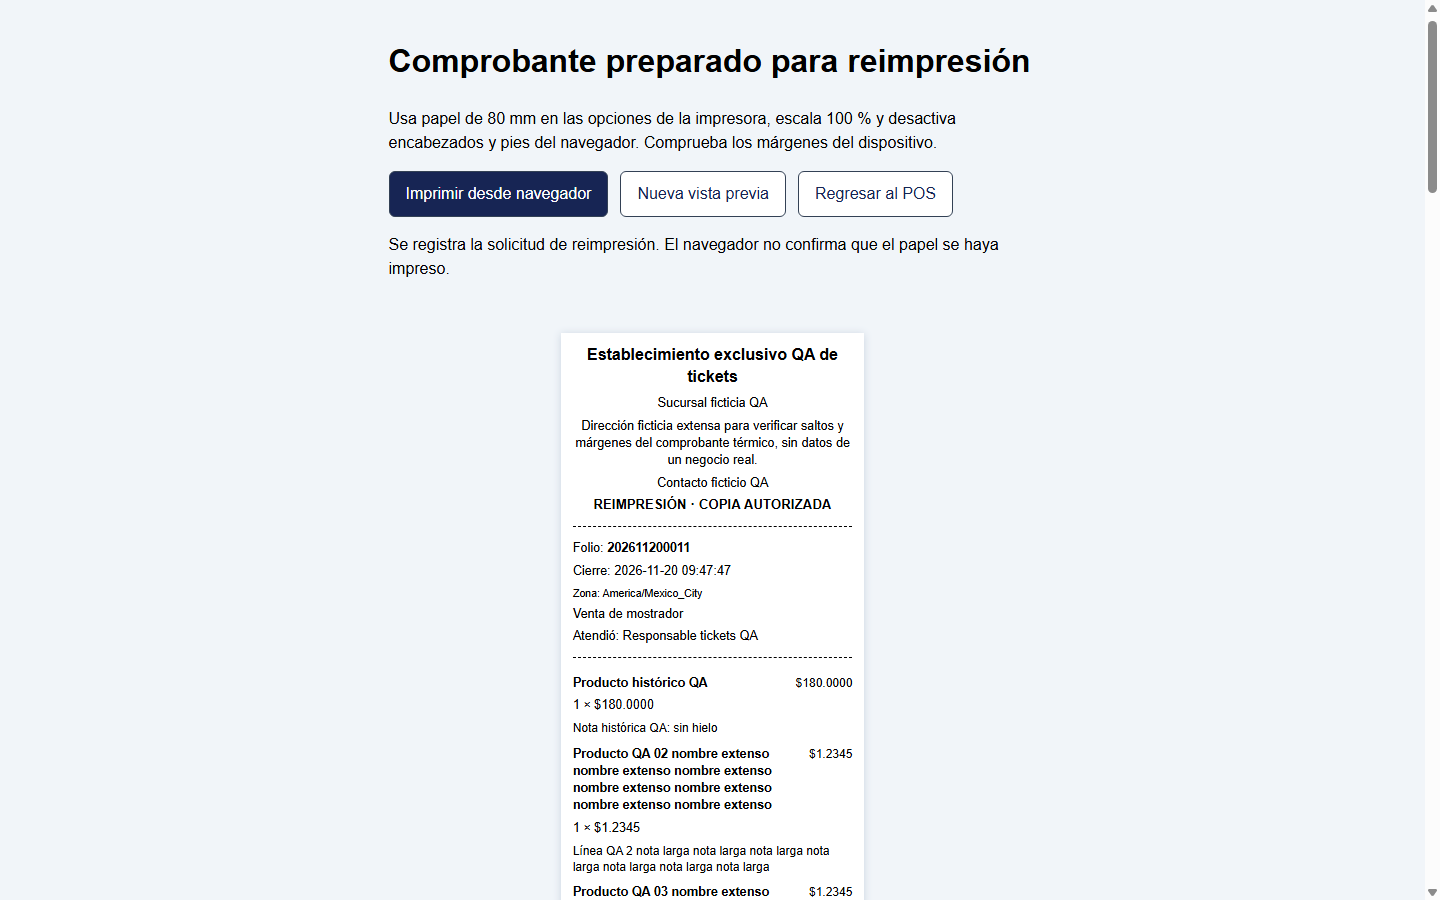 Comprobante preparado para reimpresión
Usa papel de 80 mm en las opciones de la impresora, escala 100 % y desactiva
encabezados y pies del navegador. Comprueba los márgenes del dispositivo.
Imprimir desde navegador
Nueva vista previa
Regresar al POS
Se registra la solicitud de reimpresión. El navegador no confirma que el papel se haya
impreso.
Establecimiento exclusivo QA de
tickets
Sucursal ficticia QA
Dirección ficticia extensa para verificar saltos y
márgenes del comprobante térmico, sin datos de
un negocio real.
Contacto ficticio QA
REIMPRESIÓN · COPIA AUTORIZADA
Folio: 202611200011
Cierre: 2026-11-20 09:47:47
Zona: America/Mexico_City
Venta de mostrador
Atendió: Responsable tickets QA
Producto histórico QA $180.0000
1 × $180.0000
Nota histórica QA: sin hielo
Producto QA 02 nombre extenso $1.2345
nombre extenso nombre extenso
nombre extenso nombre extenso
nombre extenso nombre extenso
1 × $1.2345
Línea QA 2 nota larga nota larga nota larga nota
larga nota larga nota larga nota larga
Producto QA 03 nombre extenso $1.2345